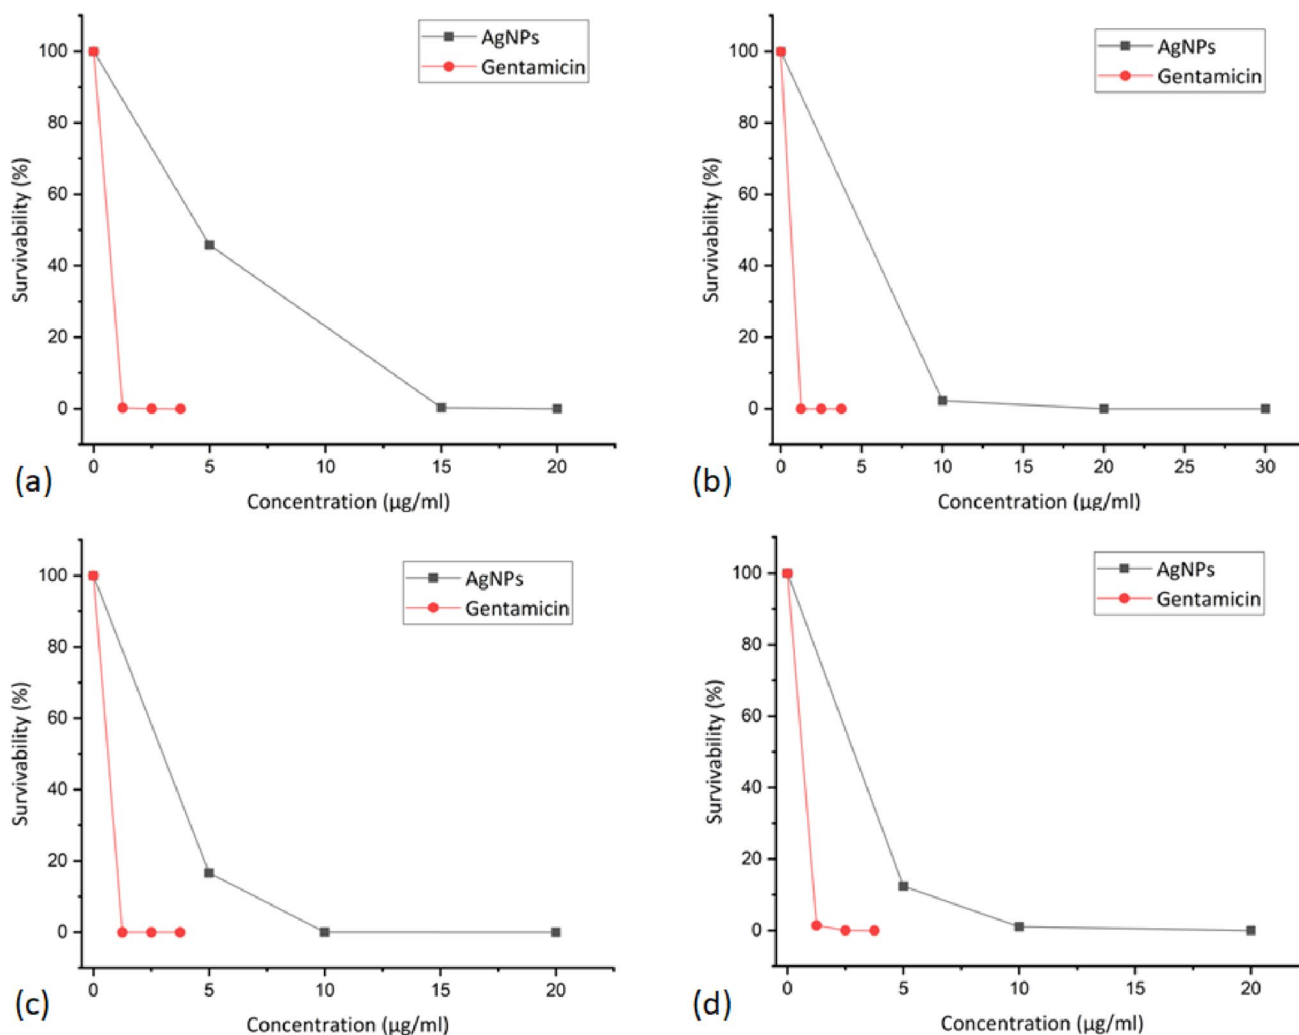 AgNPs
Gentamicin
100
80
60
40
20
0
Survivability (%)
0 5 10 15 20
Concentration (µg/ml)
(a)
AgNPs
Gentamicin
100
80
60
40
20
0
Survivability (%)
0 5 10 15 20 25 30
Concentration (µg/ml)
(b)
AgNPs
Gentamicin
100
80
60
40
20
0
Survivability (%)
0 5 10 15 20
Concentration (µg/ml)
(c)
AgNPs
Gentamicin
100
80
60
40
20
0
Survivability (%)
0 5 10 15 20
Concentration (µg/ml)
(d)